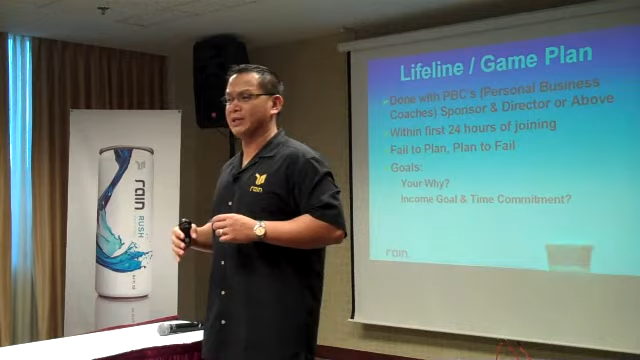 Lifeline / Game Plan
Done with PBC's (Personal Business
Coaches) Sponsor & Director or Above
Within first 24 hours of joining
Fail to Plan, Plan to Fail
Goals:
Your Why?
Income Goal & Time Commitment?
rain
rain
RUSH
rain